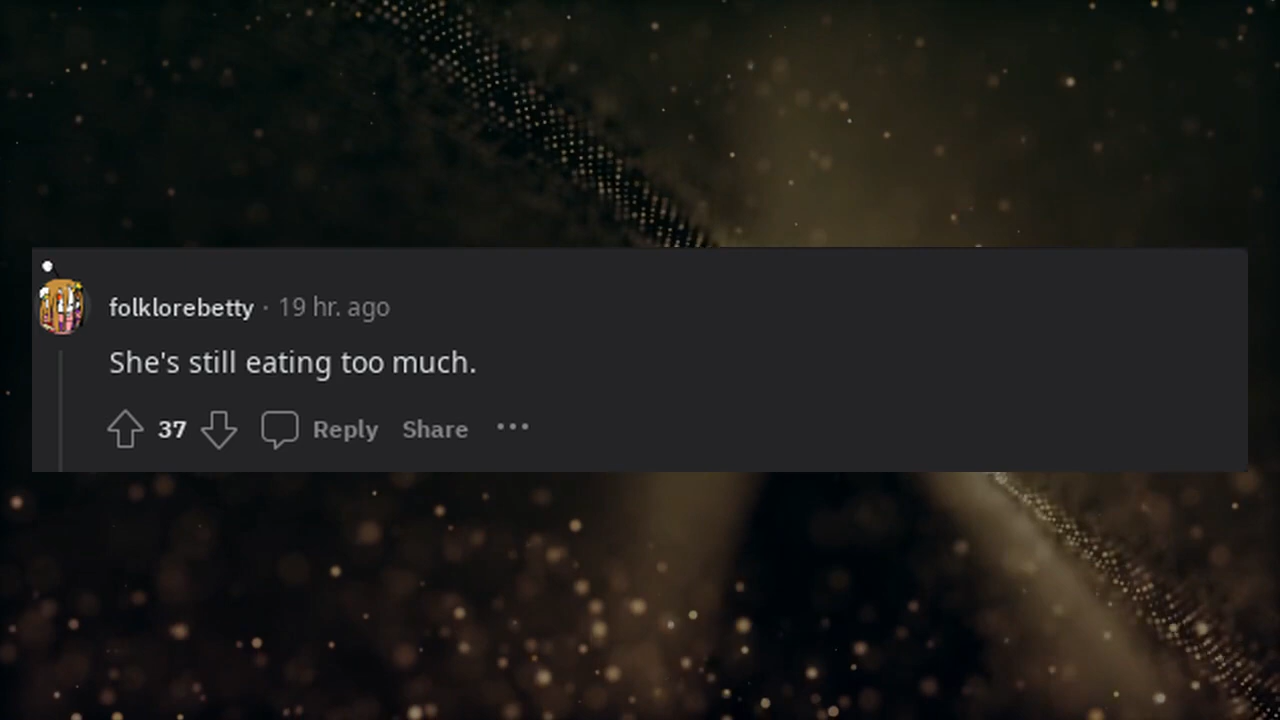 folklorebetty · 19 hr. ago
She's still eating too much.
37 Reply Share •••